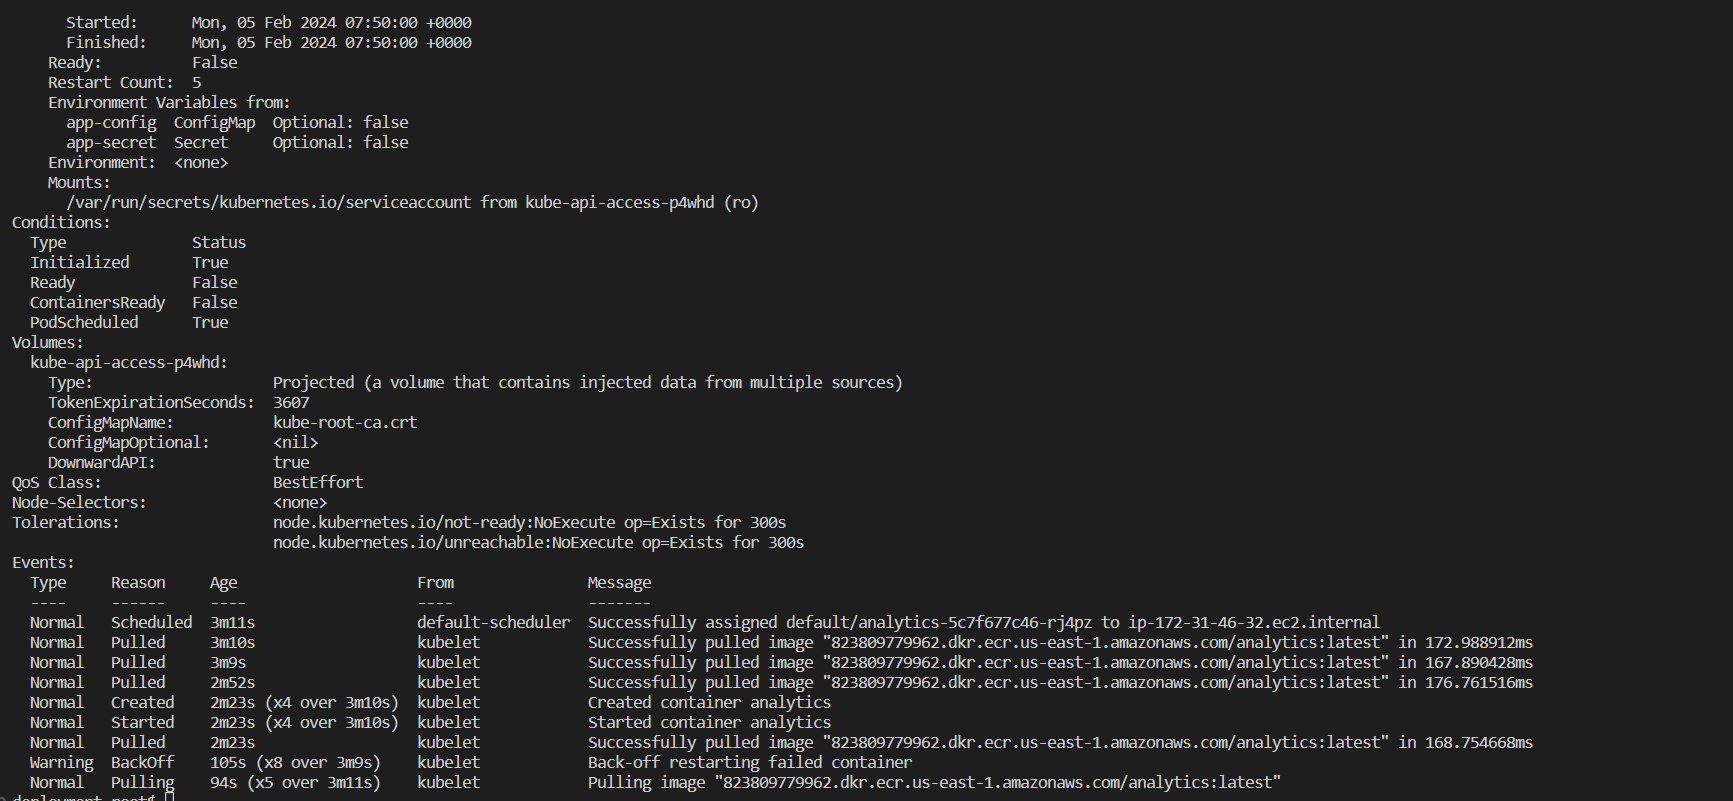 Started:      Mon, 05 Feb 2024 07:50:00 +0000
Finished:     Mon, 05 Feb 2024 07:50:00 +0000
Ready:          False
Restart Count:  5
Environment Variables from:
app-config  ConfigMap  Optional: false
app-secret  Secret     Optional: false
Environment:  <none>
Mounts:
/var/run/secrets/kubernetes.io/serviceaccount from kube-api-access-p4whd (ro)
Conditions:
Type              Status
Initialized       True
Ready             False
ContainersReady   False
PodScheduled      True
Volumes:
kube-api-access-p4whd:
Type:                    Projected (a volume that contains injected data from multiple sources)
TokenExpirationSeconds:  3607
ConfigMapName:           kube-root-ca.crt
ConfigMapOptional:       <nil>
DownwardAPI:             true
QoS Class:                   BestEffort
Node-Selectors:              <none>
Tolerations:                 node.kubernetes.io/not-ready:NoExecute op=Exists for 300s
node.kubernetes.io/unreachable:NoExecute op=Exists for 300s
Events:
Type     Reason     Age                    From               Message
----     ------     ----                   ----               -------
Normal   Scheduled  3m11s                  default-scheduler  Successfully assigned default/analytics-5c7f677c46-rj4pz to ip-172-31-46-32.ec2.internal
Normal   Pulled     3m10s                  kubelet            Successfully pulled image "823809779962.dkr.ecr.us-east-1.amazonaws.com/analytics:latest" in 172.988912ms
Normal   Pulled     3m9s                   kubelet            Successfully pulled image "823809779962.dkr.ecr.us-east-1.amazonaws.com/analytics:latest" in 167.890428ms
Normal   Pulled     2m52s                  kubelet            Successfully pulled image "823809779962.dkr.ecr.us-east-1.amazonaws.com/analytics:latest" in 176.761516ms
Normal   Created    2m23s (x4 over 3m10s)  kubelet            Created container analytics
Normal   Started    2m23s (x4 over 3m10s)  kubelet            Started container analytics
Normal   Pulled     2m23s                  kubelet            Successfully pulled image "823809779962.dkr.ecr.us-east-1.amazonaws.com/analytics:latest" in 168.754668ms
Warning  BackOff    105s (x8 over 3m9s)    kubelet            Back-off restarting failed container
Normal   Pulling    94s (x5 over 3m11s)    kubelet            Pulling image "823809779962.dkr.ecr.us-east-1.amazonaws.com/analytics:latest"